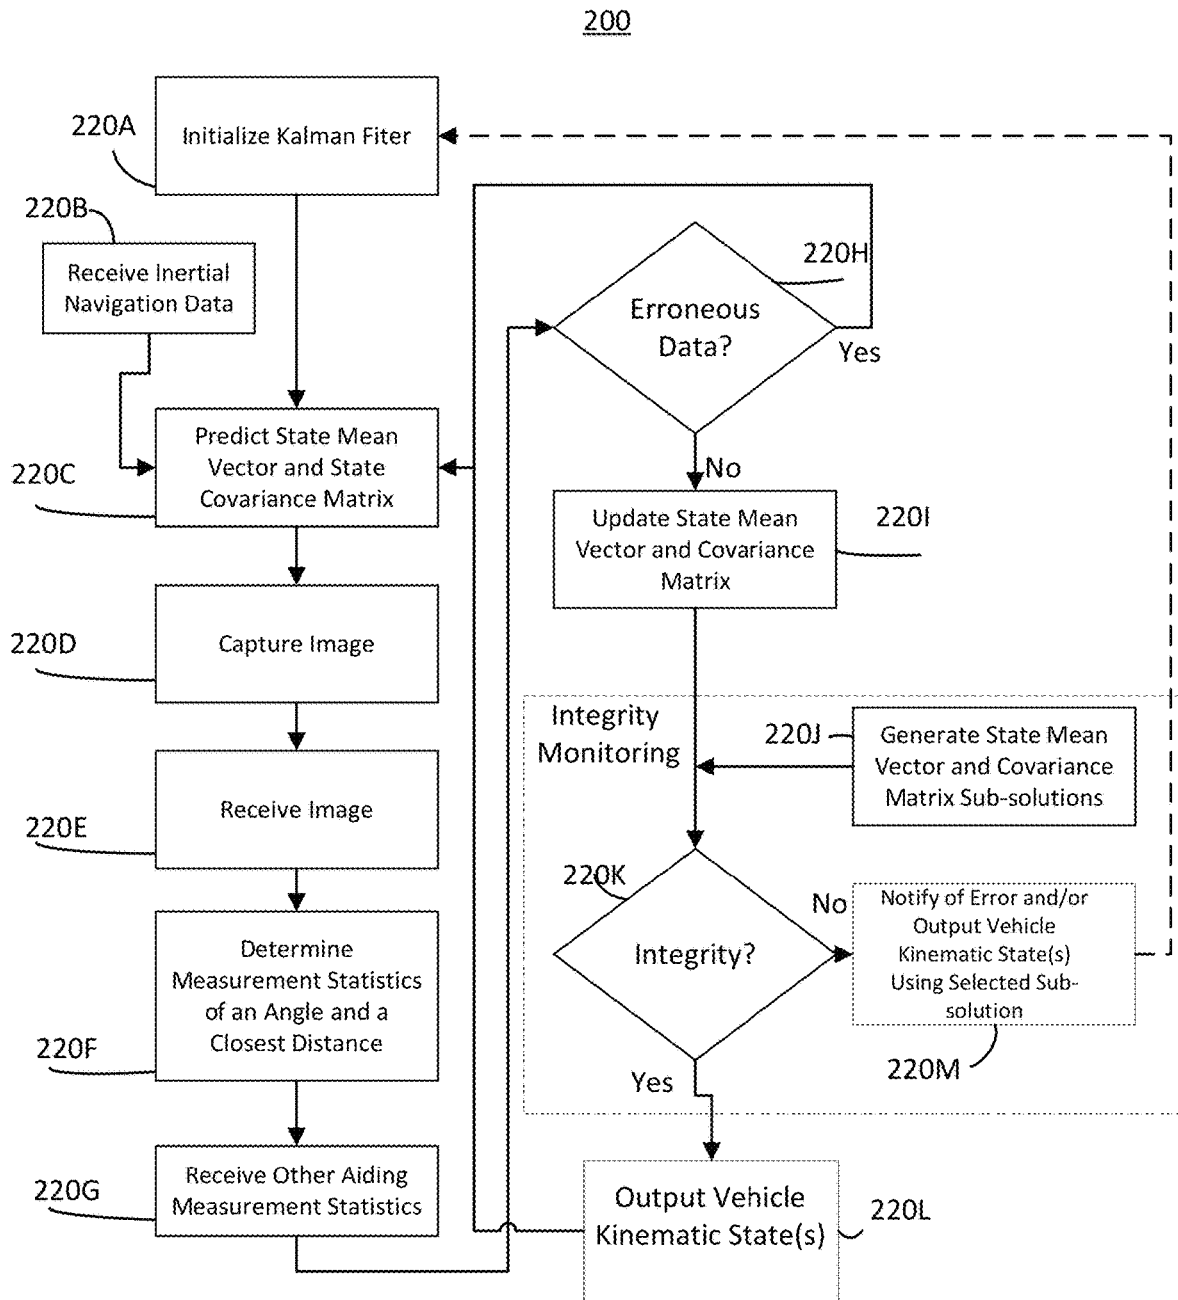 200
220A
Initialize Kalman Fiter
220B
Receive Inertial
Navigation Data
220C
Predict State Mean
Vector and State
Covariance Matrix
220D
Capture Image
220E
Receive Image
220F
Determine
Measurement Statistics
of an Angle and a
Closest Distance
220G
Receive Other Aiding
Measurement Statistics
220H
Erroneous
Data?
Yes
No
Update State Mean
Vector and Covariance
Matrix
220I
Integrity
Monitoring
220J
Generate State Mean
Vector and Covariance
Matrix Sub-solutions
220K
Integrity?
No
Notify of Error and/or
Output Vehicle
Kinematic State(s)
Using Selected Sub-
solution
220M
Yes
Output Vehicle
Kinematic State(s)
220L